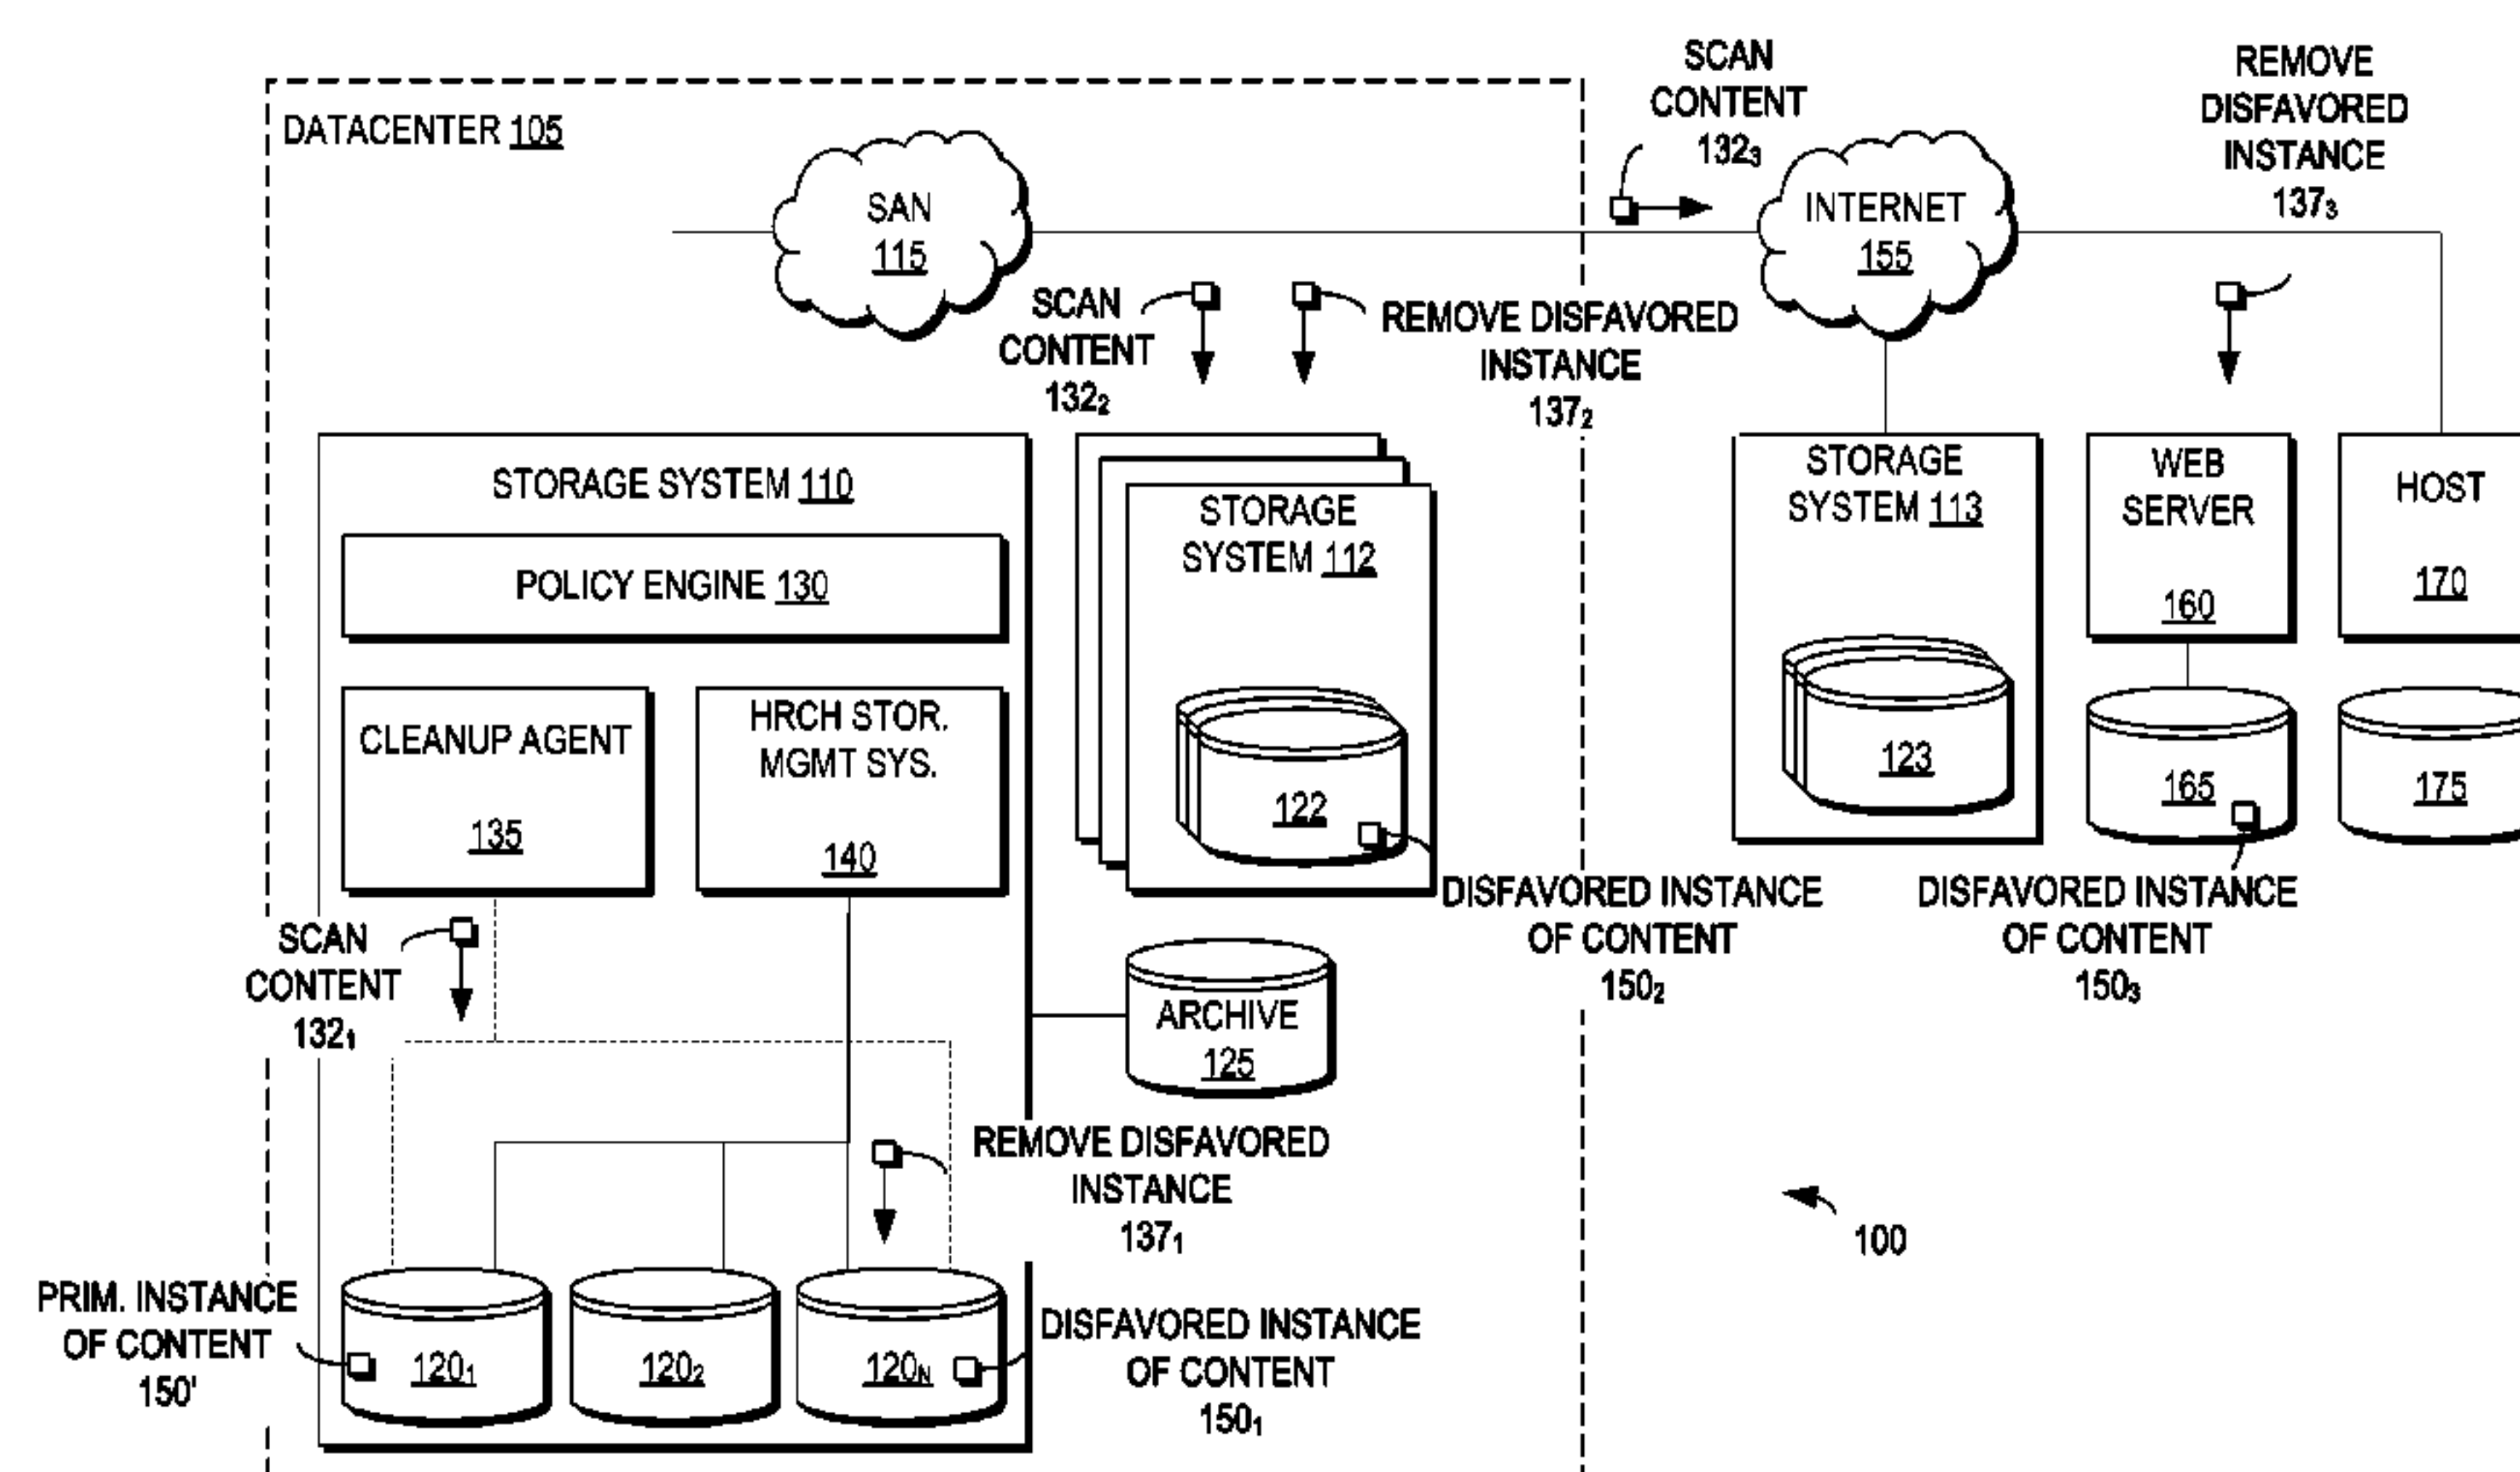 DATACENTER 105
SAN
115
SCAN
CONTENT
132₃
INTERNET
155
REMOVE
DISFAVORED
INSTANCE
137₃
SCAN
CONTENT
132₂
REMOVE DISFAVORED
INSTANCE
137₂
STORAGE SYSTEM 110
POLICY ENGINE 130
CLEANUP AGENT
135
HRCH STOR.
MGMT SYS.
140
STORAGE
SYSTEM 112
122
STORAGE
SYSTEM 113
123
WEB
SERVER
160
165
HOST
170
175
DISFAVORED INSTANCE
OF CONTENT
150₂
DISFAVORED INSTANCE
OF CONTENT
150₃
SCAN
CONTENT
132₁
ARCHIVE
125
REMOVE DISFAVORED
INSTANCE
137₁
100
PRIM. INSTANCE
OF CONTENT
150'
120₁
120₂
120N
DISFAVORED INSTANCE
OF CONTENT
150₁